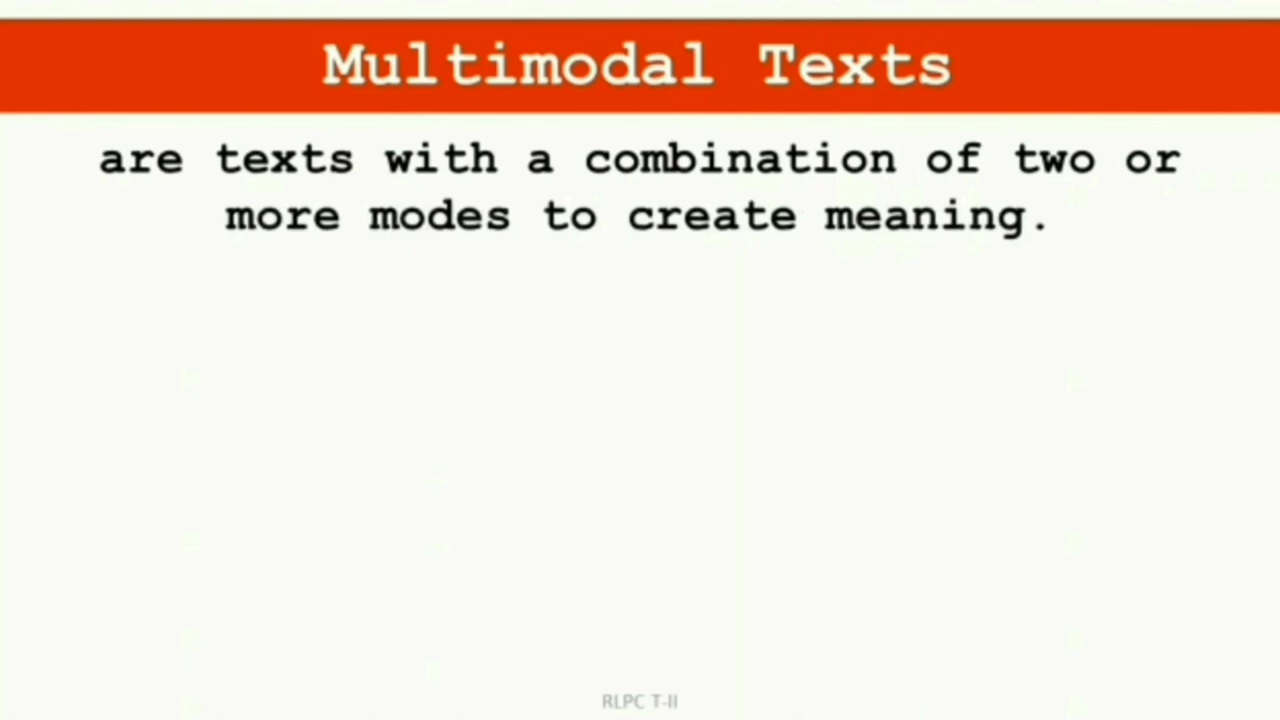 Multimodal Texts
are texts with a combination of two or
more modes to create meaning.
RLPC T-II